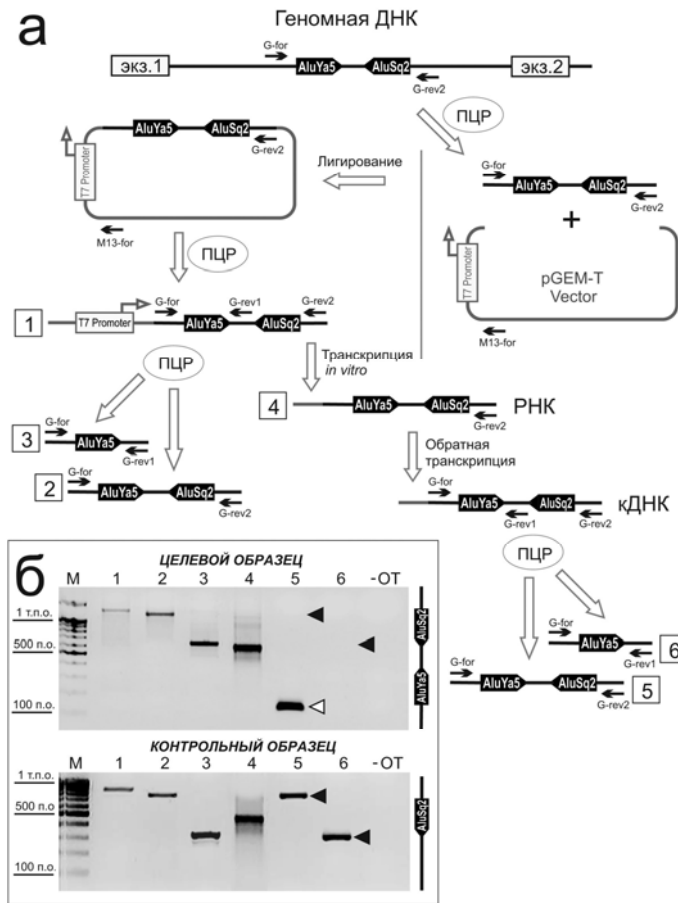 а
Геномная ДНК
G-for
экз.1
AluYa5
AluSq2
экз.2
G-rev2
ПЦР
AluYa5
AluSq2
G-rev2
T7 Promoter
M13-for
Лигирование
G-for
AluYa5
AluSq2
G-rev2
+
T7 Promoter
pGEM-T
Vector
M13-for
ПЦР
1
T7 Promoter
G-for
G-rev1
G-rev2
AluYa5
AluSq2
ПЦР
Транскрипция
in vitro
3
G-for
AluYa5
G-rev1
2
G-for
AluYa5
AluSq2
G-rev2
4
AluYa5
AluSq2
РНК
G-rev2
Обратная
транскрипция
G-for
AluYa5
AluSq2
кДНК
G-rev1
G-rev2
ПЦР
G-for
AluYa5
6
G-rev1
G-for
AluYa5
AluSq2
5
G-rev2
б
ЦЕЛЕВОЙ ОБРАЗЕЦ
М 1 2 3 4 5 6 -ОТ
1 т.п.о.
500 п.о.
100 п.о.
AluSq2
AluYa5
КОНТРОЛЬНЫЙ ОБРАЗЕЦ
М 1 2 3 4 5 6 -ОТ
1 т.п.о.
500 п.о
100 п.о.
AluSq2